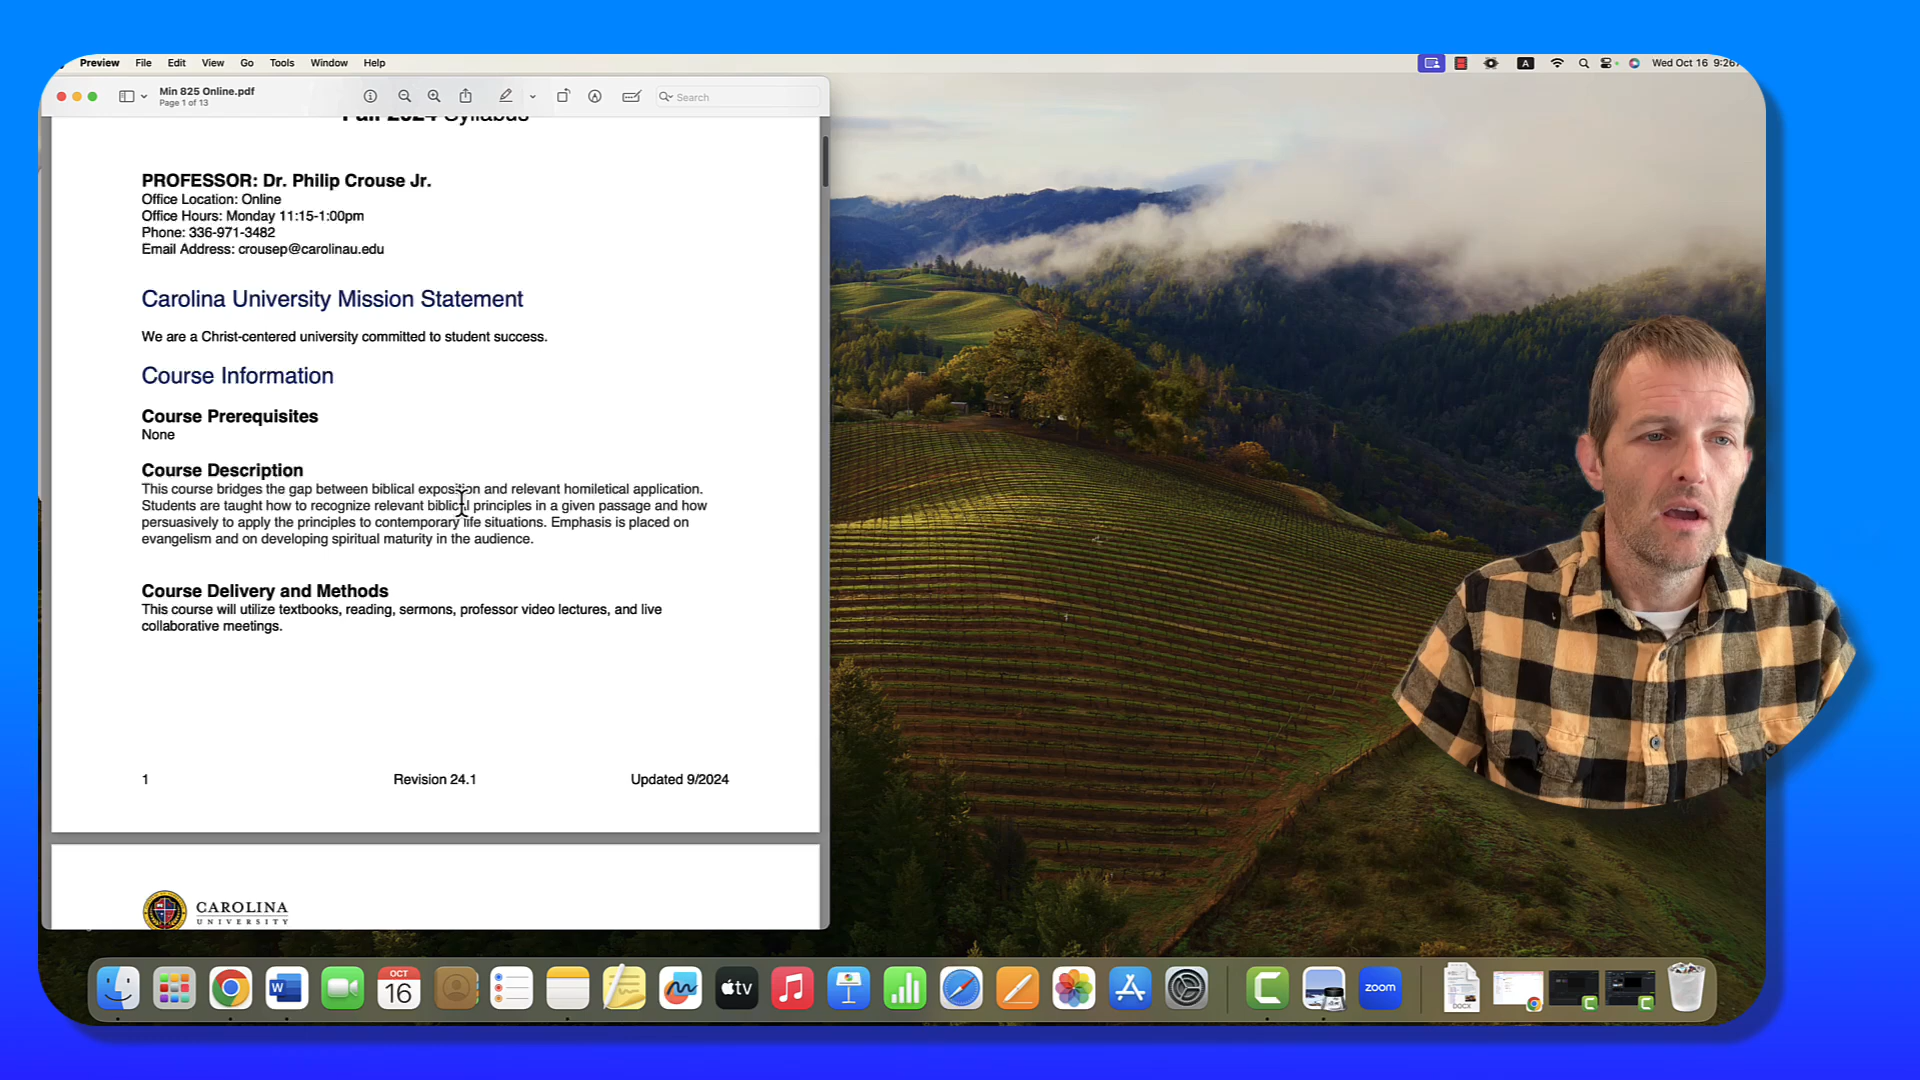 Preview File Edit View Go Tools Window Help
A Wed Oct 16 9:26
Min 825 Online.pdf
Page 1 of 13
Search
Fall 2024 Syllabus
PROFESSOR: Dr. Philip Crouse Jr.
Office Location: Online
Office Hours: Monday 11:15-1:00pm
Phone: 336-971-3482
Email Address: crousep@carolinau.edu
Carolina University Mission Statement
We are a Christ-centered university committed to student success.
Course Information
Course Prerequisites
None
Course Description
This course bridges the gap between biblical exposition and relevant homiletical application.
Students are taught how to recognize relevant biblical principles in a given passage and how
persuasively to apply the principles to contemporary life situations. Emphasis is placed on
evangelism and on developing spiritual maturity in the audience.
Course Delivery and Methods
This course will utilize textbooks, reading, sermons, professor video lectures, and live
collaborative meetings.
1 Revision 24.1 Updated 9/2024
CAROLINA
UNIVERSITY
W
OCT
16
tv
zoom
DOCX